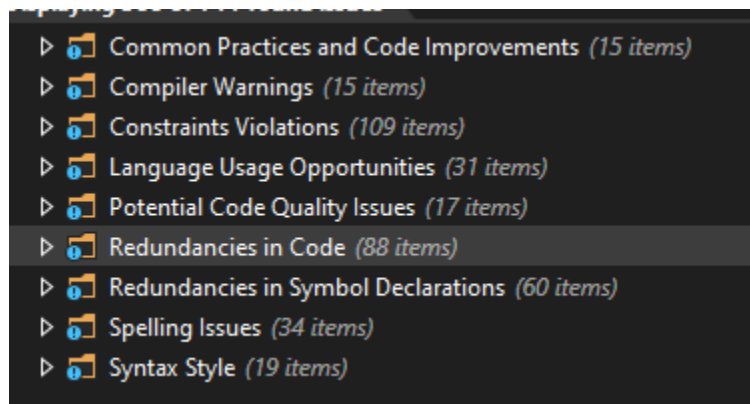 Common Practices and Code Improvements (15 items)
Compiler Warnings (15 items)
Constraints Violations (109 items)
Language Usage Opportunities (31 items)
Potential Code Quality Issues (17 items)
Redundancies in Code (88 items)
Redundancies in Symbol Declarations (60 items)
Spelling Issues (34 items)
Syntax Style (19 items)